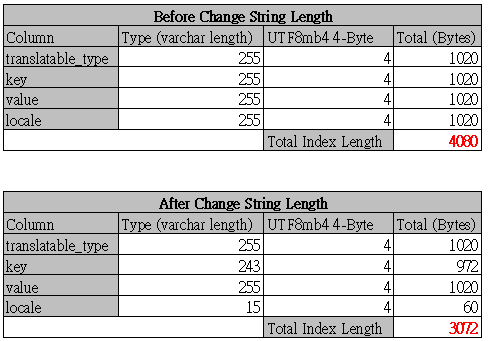 Before Change String Length
Column Type (varchar length) UTF8mb4 4-Byte Total (Bytes)
translatable_type 255 4 1020
key 255 4 1020
value 255 4 1020
locale 255 4 1020
Total Index Length 4080
After Change String Length
Column Type (varchar length) UTF8mb4 4-Byte Total (Bytes)
translatable_type 255 4 1020
key 243 4 972
value 255 4 1020
locale 15 4 60
Total Index Length 3072